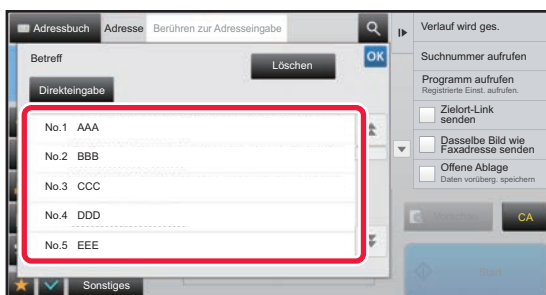 Adressbuch
Adresse
Berühren zur Adresseingabe
Betreff
Löschen
OK
Direkteingabe
No.1 AAA
No.2 BBB
No.3 CCC
No.4 DDD
No.5 EEE
Sonstiges
Verlauf wird ges.
Suchnummer aufrufen
Programm aufrufen
Registrierte Einst. aufrufen.
Zielort-Link
senden
Dasselbe Bild wie
Faxadresse senden
Offene Ablage
Daten vorüberg. speichern
CA
Start